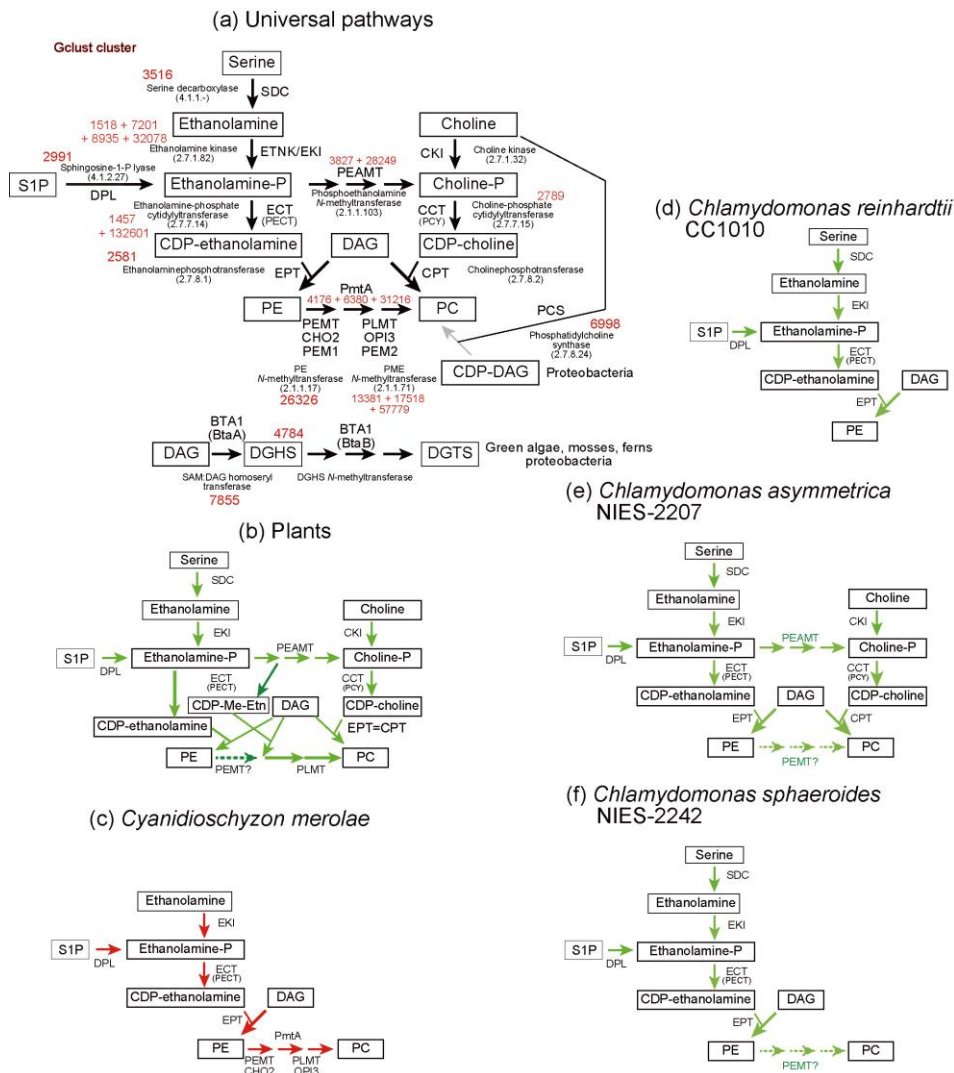 (a) Universal pathways
Gclust cluster
Serine
3516
SDC
Serine decarboxylase
(4.1.1.-)
1518 + 7201
+ 8935 + 32078
Ethanolamine
Choline
Ethanolamine kinase
(2.7.1.82)
ETNK/EKI
CKI
Choline kinase
(2.7.1.32)
2991
Sphingosine-1-P lyase
(4.1.2.27)
3827 + 28249
PEAMT
S1P
DPL
Ethanolamine-P
Phosphoethanolamine
N-methyltransferase
(2.1.1.103)
Choline-P
2789
Ethanolamine-phosphate
cytidylyltransferase
(2.7.7.14)
ECT
(PECT)
CCT
(PCY)
Choline-phosphate
cytidylyltransferase
(2.7.7.15)
1457
+ 132601
CDP-ethanolamine
DAG
CDP-choline
2581
Ethanolaminephosphotransferase
(2.7.8.1)
EPT
CPT
Cholinephosphotransferase
(2.7.8.2)
PmtA
4176 + 6380 + 31216
PE
PC
PEMT
CHO2
PEM1
PLMT
OPI3
PEM2
PCS
6998
Phosphatidylcholine
synthase
(2.7.8.24)
PE
N-methyltransferase
(2.1.1.17)
26326
PME
N-methyltransferase
(2.1.1.71)
13381 + 17518
+ 57779
CDP-DAG
Proteobacteria
BTA1
(BtaA)
4784
BTA1
(BtaB)
DAG
DGHS
DGTS
Green algae, mosses, ferns
proteobacteria
SAM:DAG homoseryl
transferase
DGHS N-methyltransferase
7855
(b) Plants
Serine
SDC
Ethanolamine
Choline
EKI
CKI
S1P
DPL
Ethanolamine-P
PEAMT
Choline-P
ECT
(PECT)
CCT
(PCY)
CDP-Me-Etn
DAG
CDP-choline
CDP-ethanolamine
EPT=CPT
PE
PC
PEMT?
PLMT
(c) Cyanidioschyzon merolae
Ethanolamine
EKI
S1P
DPL
Ethanolamine-P
ECT
(PECT)
CDP-ethanolamine
DAG
EPT
PmtA
PE
PC
PEMT
CHO2
PLMT
OPI3
(d) Chlamydomonas reinhardtii
CC1010
Serine
SDC
Ethanolamine
EKI
S1P
DPL
Ethanolamine-P
ECT
(PECT)
CDP-ethanolamine
DAG
EPT
PE
(e) Chlamydomonas asymmetrica
NIES-2207
Serine
SDC
Ethanolamine
Choline
EKI
CKI
S1P
DPL
Ethanolamine-P
PEAMT
Choline-P
ECT
(PECT)
CCT
(PCY)
CDP-ethanolamine
DAG
CDP-choline
EPT
CPT
PE
PC
PEMT?
(f) Chlamydomonas sphaeroides
NIES-2242
Serine
SDC
Ethanolamine
EKI
S1P
DPL
Ethanolamine-P
ECT
(PECT)
CDP-ethanolamine
DAG
EPT
PE
PC
PEMT?